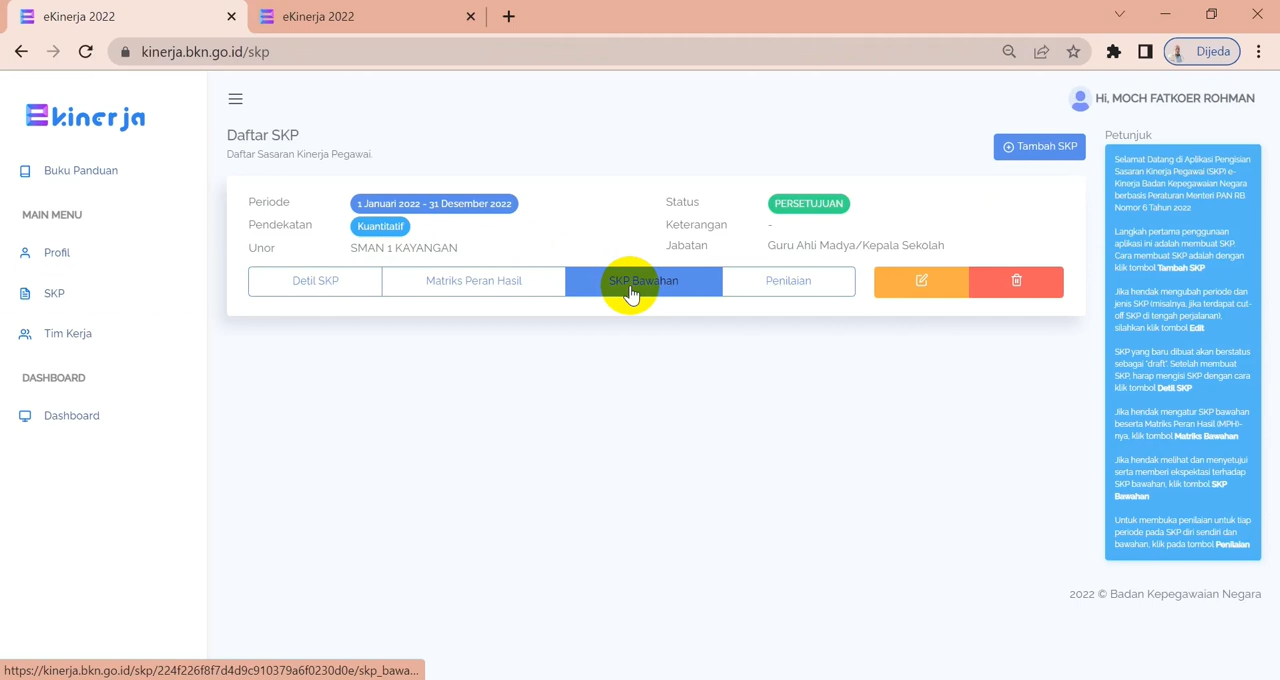 eKinerja 2022
eKinerja 2022
kinerja.bkn.go.id/skp
Dijeda
Ekinerja
Buku Panduan
MAIN MENU
Profil
SKP
Tim Kerja
DASHBOARD
Dashboard
Hi, MOCH FATKOER ROHMAN
Daftar SKP
Daftar Sasaran Kinerja Pegawai.
Tambah SKP
Periode
1 Januari 2022 - 31 Desember 2022
Status
PERSETUJUAN
Pendekatan
Kuantitatif
Keterangan
-
Unor
SMAN 1 KAYANGAN
Jabatan
Guru Ahli Madya/Kepala Sekolah
Detil SKP
Matriks Peran Hasil
SKP Bawahan
Penilaian
Petunjuk
Selamat Datang di Aplikasi Pengisian
Sasaran Kinerja Pegawai (SKP) e-
Kinerja Badan Kepegawaian Negara
berbasis Peraturan Menteri PAN RB
Nomor 6 Tahun 2022
Langkah pertama penggunaan
aplikasi ini adalah membuat SKP.
Cara membuat SKP adalah dengan
klik tombol Tambah SKP
Jika hendak mengubah periode dan
jenis SKP (misalnya, jika terdapat cut-
off SKP di tengah perjalanan),
silahkan klik tombol Edit
SKP yang baru dibuat akan berstatus
sebagai "draft". Setelah membuat
SKP, harap mengisi SKP dengan cara
klik tombol Detil SKP
Jika hendak mengatur SKP bawahan
beserta Matriks Peran Hasil (MPH)-
nya, klik tombol Matriks Bawahan
Jika hendak melihat dan menyetujui
serta memberi ekspektasi terhadap
SKP bawahan, klik tombol SKP
Bawahan
Untuk membuka penilaian untuk tiap
periode pada SKP diri sendiri dan
bawahan, klik pada tombol Penilaian
2022 © Badan Kepegawaian Negara
https://kinerja.bkn.go.id/skp/224f226f8f7d4d9c910379a6f0230d0e/skp_bawa...